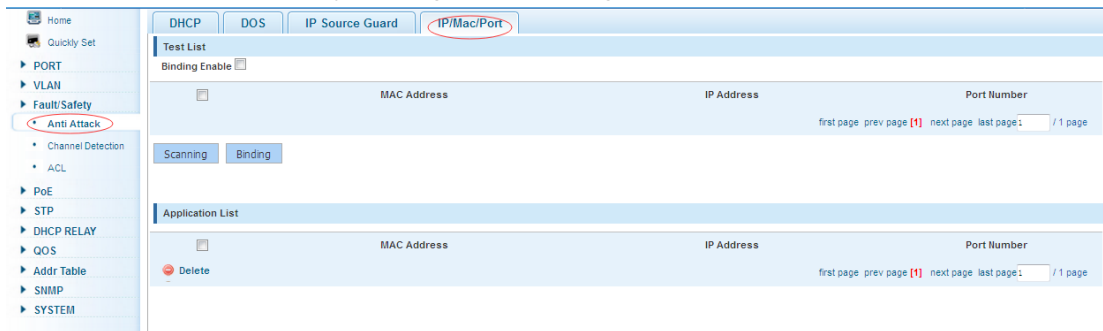 Home
Quickly Set
PORT
VLAN
Fault/Safety
Anti Attack
Channel Detection
ACL
PoE
STP
DHCP RELAY
QOS
Addr Table
SNMP
SYSTEM
DHCP DOS IP Source Guard IP/Mac/Port
Test List
Binding Enable
MAC Address IP Address Port Number
first page prev page [1] next page last page 1 / 1 page
Scanning Binding
Application List
MAC Address IP Address Port Number
Delete first page prev page [1] next page last page 1 / 1 page